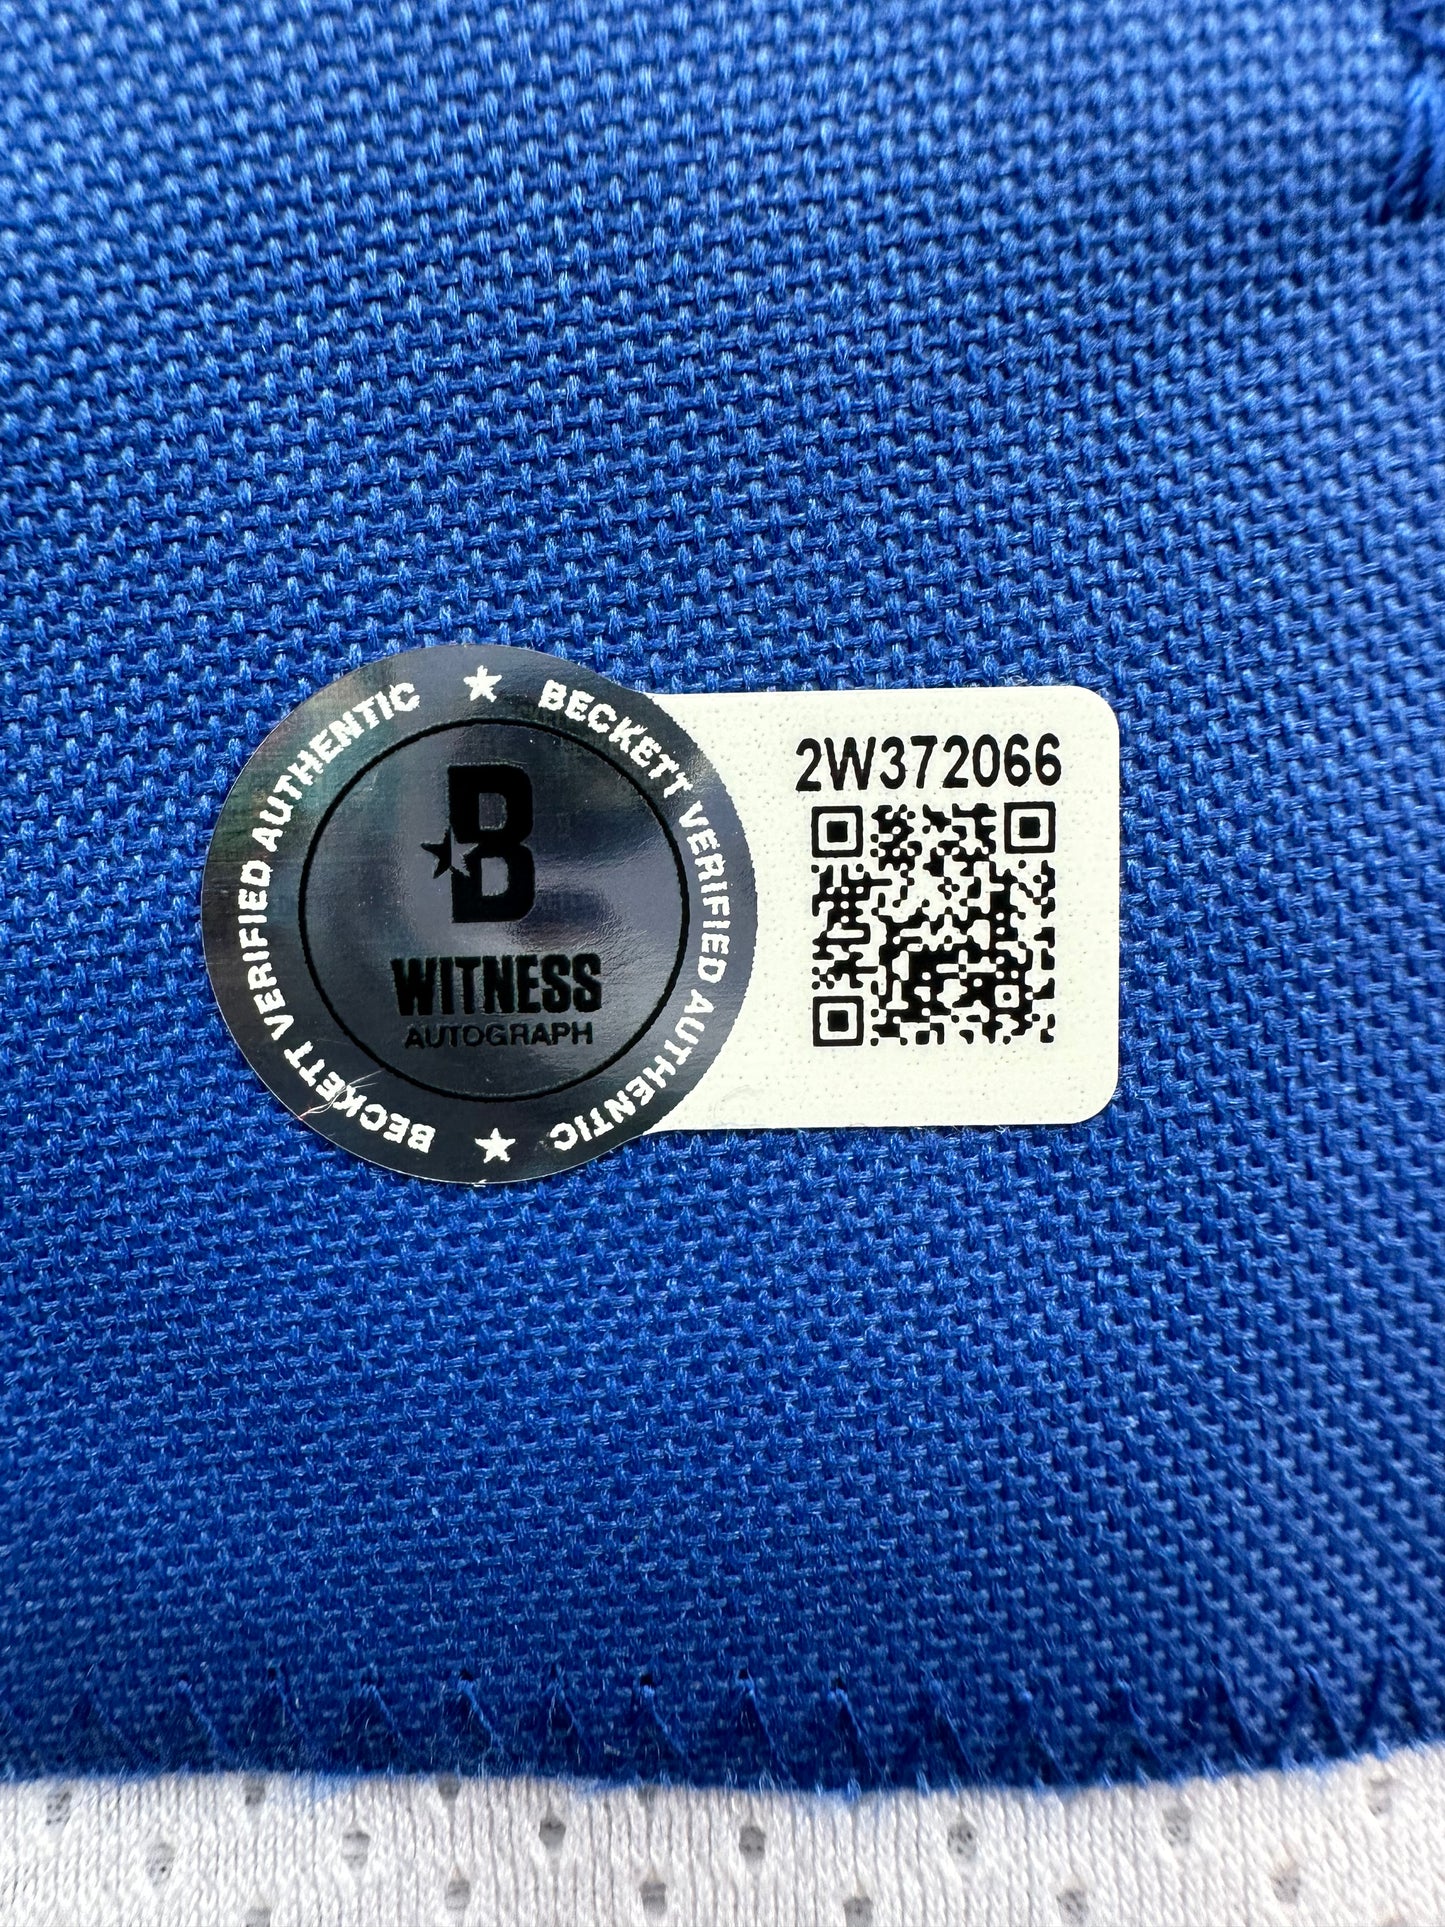 BECKETT VERIFIED AUTHENTIC ★ BECKETT VERIFIED AUTHENTIC ★
B
WITNESS
AUTOGRAPH
2W372066